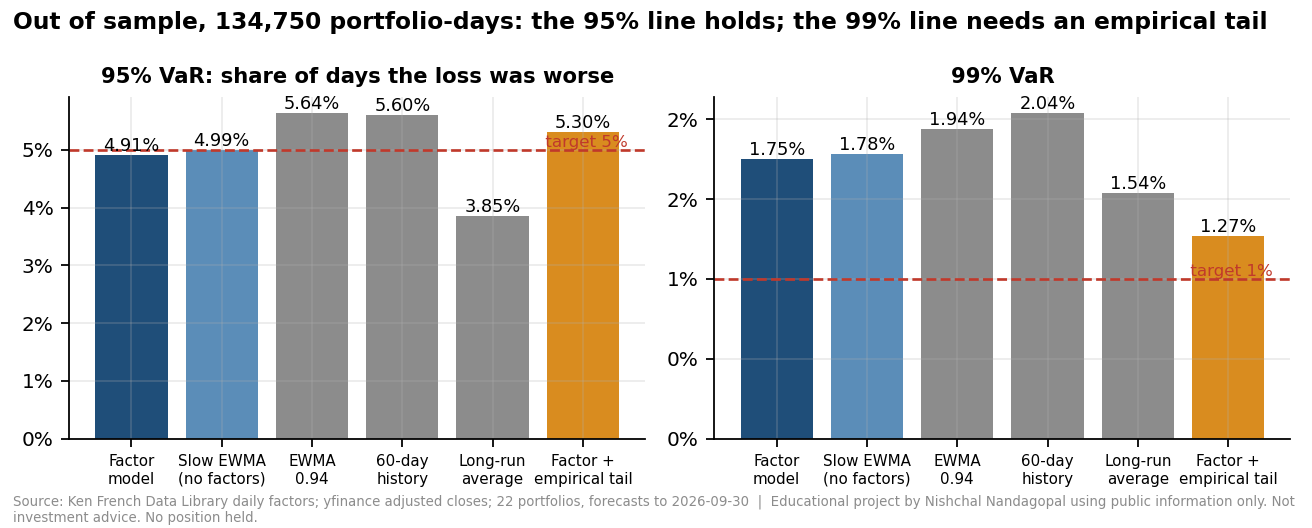 Out of sample, 134,750 portfolio-days: the 95% line holds; the 99% line needs an empirical tail
95% VaR: share of days the loss was worse
5%
4%
3%
2%
1%
0%
4.91%
4.99%
5.64%
5.60%
3.85%
5.30%
target 5%
Factor
model
Slow EWMA
(no factors)
EWMA
0.94
60-day
history
Long-run
average
Factor +
empirical tail
99% VaR
2%
2%
1%
0%
0%
1.75%
1.78%
1.94%
2.04%
1.54%
1.27%
target 1%
Factor
model
Slow EWMA
(no factors)
EWMA
0.94
60-day
history
Long-run
average
Factor +
empirical tail
Source: Ken French Data Library daily factors; yfinance adjusted closes; 22 portfolios, forecasts to 2026-09-30 | Educational project by Nishchal Nandagopal using public information only. Not
investment advice. No position held.